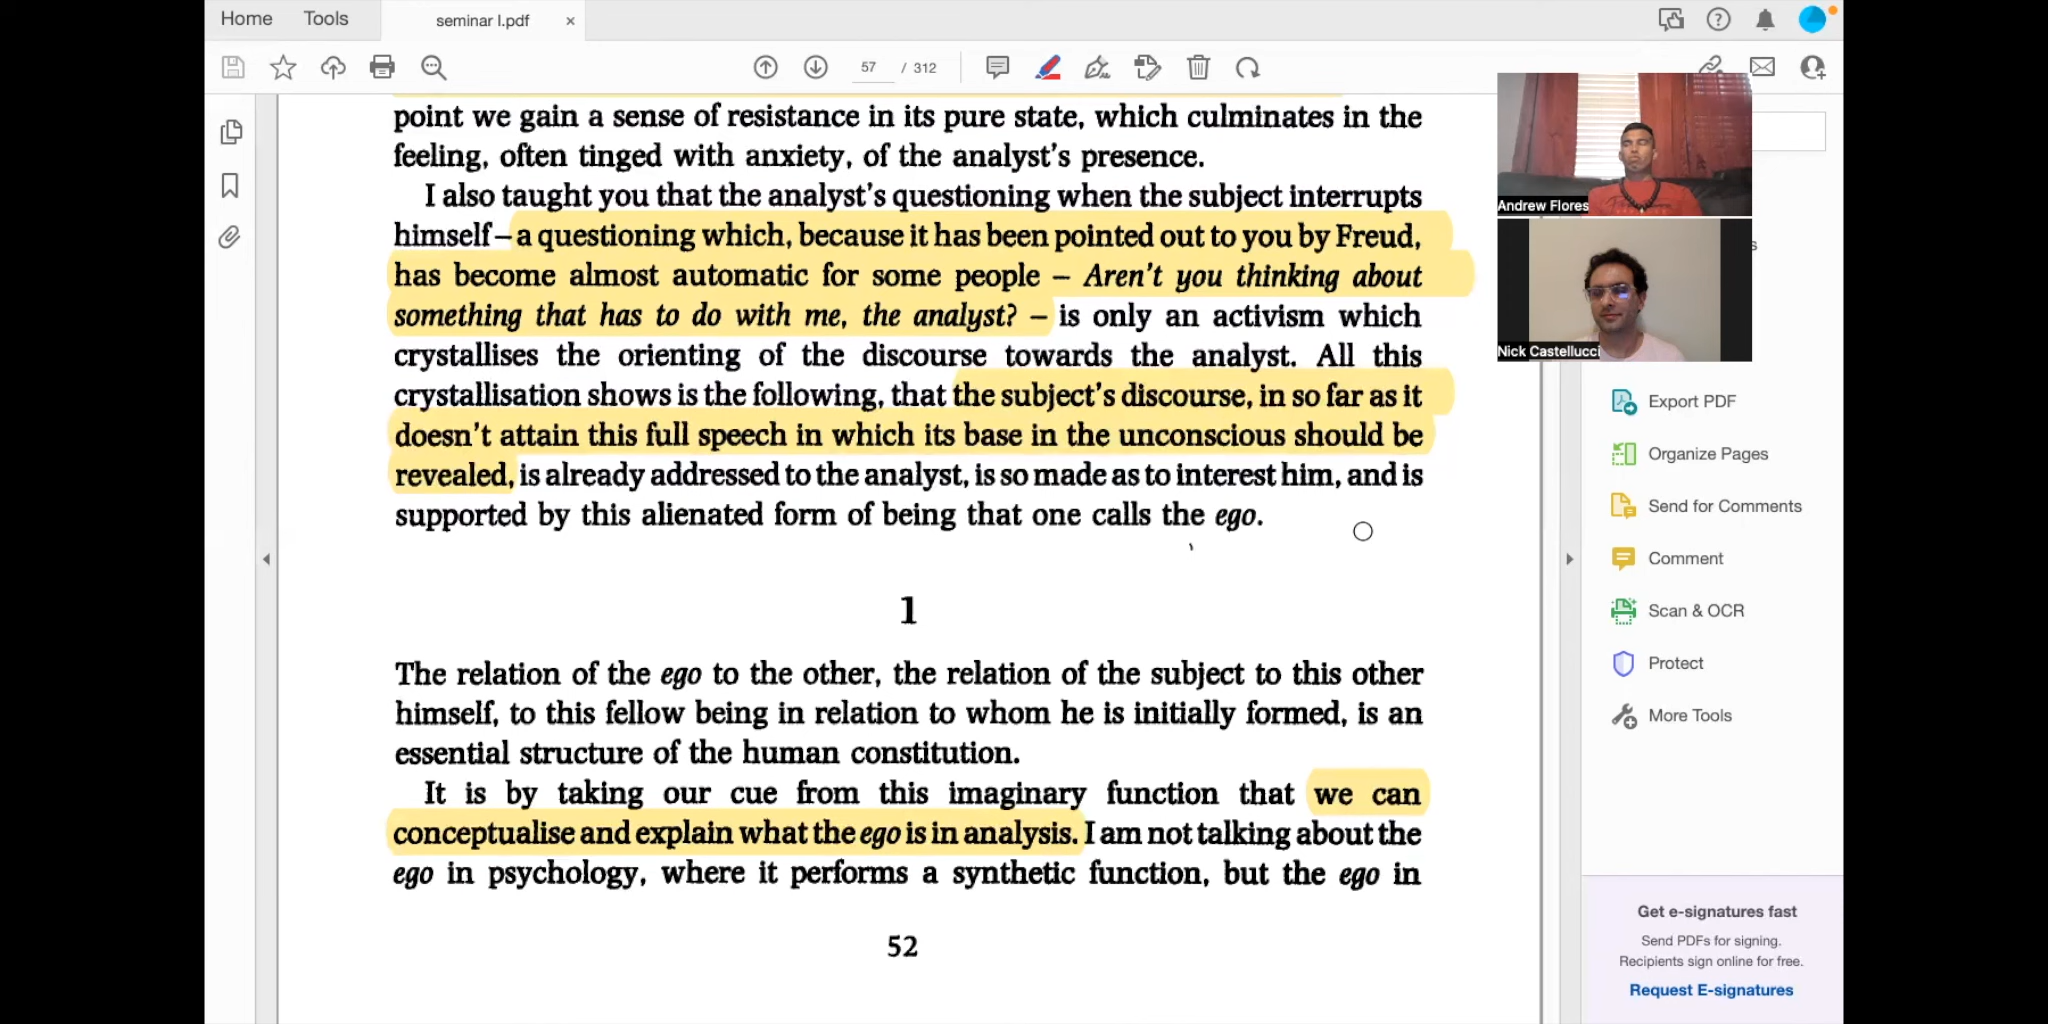 Home Tools seminar I.pdf ×
57 / 312
point we gain a sense of resistance in its pure state, which culminates in the
feeling, often tinged with anxiety, of the analyst's presence.
I also taught you that the analyst's questioning when the subject interrupts
himself – a questioning which, because it has been pointed out to you by Freud,
has become almost automatic for some people – Aren't you thinking about
something that has to do with me, the analyst? – is only an activism which
crystallises the orienting of the discourse towards the analyst. All this
crystallisation shows is the following, that the subject's discourse, in so far as it
doesn't attain this full speech in which its base in the unconscious should be
revealed, is already addressed to the analyst, is so made as to interest him, and is
supported by this alienated form of being that one calls the ego.
1
The relation of the ego to the other, the relation of the subject to this other
himself, to this fellow being in relation to whom he is initially formed, is an
essential structure of the human constitution.
It is by taking our cue from this imaginary function that we can
conceptualise and explain what the ego is in analysis. I am not talking about the
ego in psychology, where it performs a synthetic function, but the ego in
52
Andrew Flores
Nick Castellucci
s
Export PDF
Organize Pages
Send for Comments
Comment
Scan & OCR
Protect
More Tools
Get e-signatures fast
Send PDFs for signing.
Recipients sign online for free.
Request E-signatures